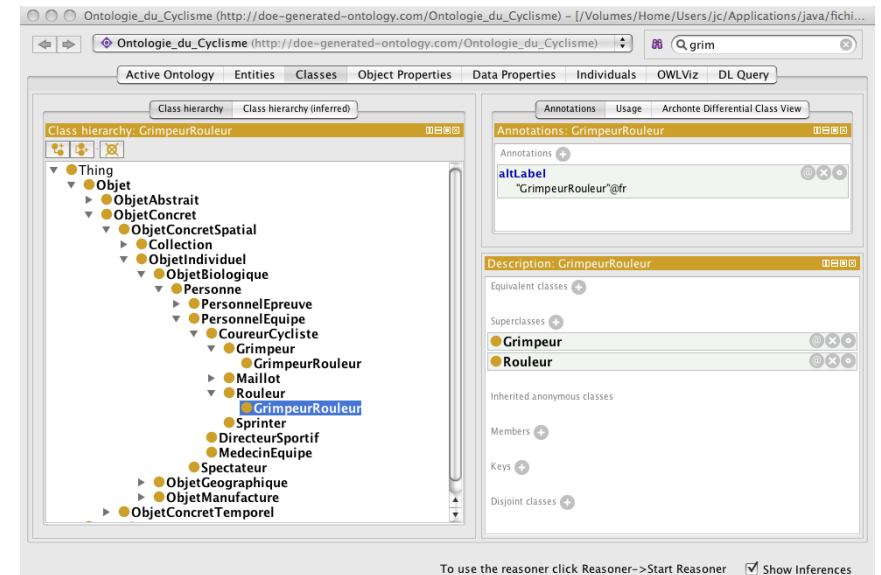 Ontologie_du_Cyclisme (http://doe-generated-ontology.com/Ontologie_du_Cyclisme) – [/Volumes/Home/Users/jc/Applications/java/fichi...
Ontologie_du_Cyclisme (http://doe-generated-ontology.com/Ontologie_du_Cyclisme)
grim
Active Ontology Entities Classes Object Properties Data Properties Individuals OWLViz DL Query
Class hierarchy Class hierarchy (inferred)
Class hierarchy: GrimpeurRouleur
Thing
Objet
ObjetAbstrait
ObjetConcret
ObjetConcretSpatial
Collection
ObjetIndividuel
ObjetBiologique
Personne
PersonnelEpreuve
PersonnelEquipe
CoureurCycliste
Grimpeur
GrimpeurRouleur
Maillot
Rouleur
GrimpeurRouleur
Sprinter
DirecteurSportif
MedecinEquipe
Spectateur
ObjetGeographique
ObjetManufacture
ObjetConcretTemporel
Annotations Usage Archonte Differential Class View
Annotations: GrimpeurRouleur
Annotations
altLabel
"GrimpeurRouleur"@fr
Description: GrimpeurRouleur
Equivalent classes
Superclasses
Grimpeur
Rouleur
Inherited anonymous classes
Members
Keys
Disjoint classes
To use the reasoner click Reasoner->Start Reasoner Show Inferences